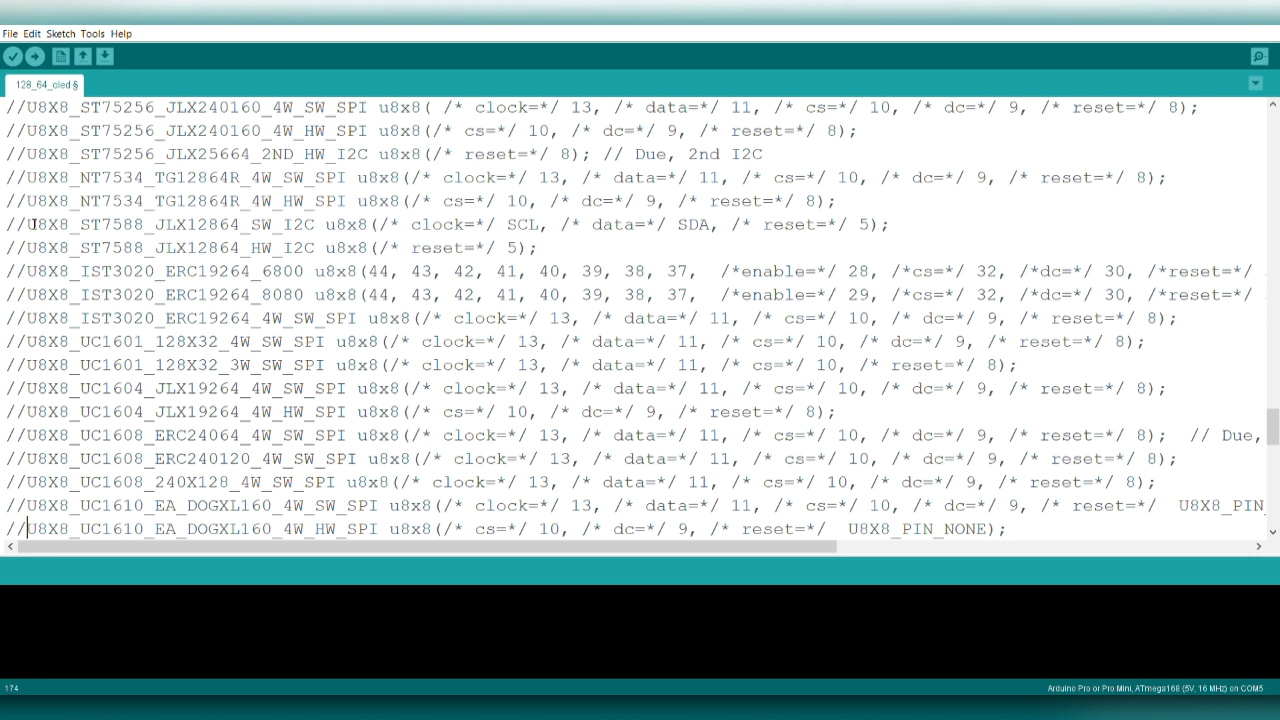 File Edit Sketch Tools Help
128_64_oled §
//U8X8_ST75256_JLX240160_4W_SW_SPI u8x8( /* clock=*/ 13, /* data=*/ 11, /* cs=*/ 10, /* dc=*/ 9, /* reset=*/ 8);
//U8X8_ST75256_JLX240160_4W_HW_SPI u8x8(/* cs=*/ 10, /* dc=*/ 9, /* reset=*/ 8);
//U8X8_ST75256_JLX25664_2ND_HW_I2C u8x8(/* reset=*/ 8); // Due, 2nd I2C
//U8X8_NT7534_TG12864R_4W_SW_SPI u8x8(/* clock=*/ 13, /* data=*/ 11, /* cs=*/ 10, /* dc=*/ 9, /* reset=*/ 8);
//U8X8_NT7534_TG12864R_4W_HW_SPI u8x8(/* cs=*/ 10, /* dc=*/ 9, /* reset=*/ 8);
//U8X8_ST7588_JLX12864_SW_I2C u8x8(/* clock=*/ SCL, /* data=*/ SDA, /* reset=*/ 5);
//U8X8_ST7588_JLX12864_HW_I2C u8x8(/* reset=*/ 5);
//U8X8_IST3020_ERC19264_6800 u8x8(44, 43, 42, 41, 40, 39, 38, 37, /*enable=*/ 28, /*cs=*/ 32, /*dc=*/ 30, /*reset=*/
//U8X8_IST3020_ERC19264_8080 u8x8(44, 43, 42, 41, 40, 39, 38, 37, /*enable=*/ 29, /*cs=*/ 32, /*dc=*/ 30, /*reset=*/
//U8X8_IST3020_ERC19264_4W_SW_SPI u8x8(/* clock=*/ 13, /* data=*/ 11, /* cs=*/ 10, /* dc=*/ 9, /* reset=*/ 8);
//U8X8_UC1601_128X32_4W_SW_SPI u8x8(/* clock=*/ 13, /* data=*/ 11, /* cs=*/ 10, /* dc=*/ 9, /* reset=*/ 8);
//U8X8_UC1601_128X32_3W_SW_SPI u8x8(/* clock=*/ 13, /* data=*/ 11, /* cs=*/ 10, /* reset=*/ 8);
//U8X8_UC1604_JLX19264_4W_SW_SPI u8x8(/* clock=*/ 13, /* data=*/ 11, /* cs=*/ 10, /* dc=*/ 9, /* reset=*/ 8);
//U8X8_UC1604_JLX19264_4W_HW_SPI u8x8(/* cs=*/ 10, /* dc=*/ 9, /* reset=*/ 8);
//U8X8_UC1608_ERC24064_4W_SW_SPI u8x8(/* clock=*/ 13, /* data=*/ 11, /* cs=*/ 10, /* dc=*/ 9, /* reset=*/ 8); // Due,
//U8X8_UC1608_ERC240120_4W_SW_SPI u8x8(/* clock=*/ 13, /* data=*/ 11, /* cs=*/ 10, /* dc=*/ 9, /* reset=*/ 8);
//U8X8_UC1608_240X128_4W_SW_SPI u8x8(/* clock=*/ 13, /* data=*/ 11, /* cs=*/ 10, /* dc=*/ 9, /* reset=*/ 8);
//U8X8_UC1610_EA_DOGXL160_4W_SW_SPI u8x8(/* clock=*/ 13, /* data=*/ 11, /* cs=*/ 10, /* dc=*/ 9, /* reset=*/ U8X8_PIN_
//U8X8_UC1610_EA_DOGXL160_4W_HW_SPI u8x8(/* cs=*/ 10, /* dc=*/ 9, /* reset=*/ U8X8_PIN_NONE);
174
Arduino Pro or Pro Mini, ATmega168 (5V, 16 MHz) on COM5